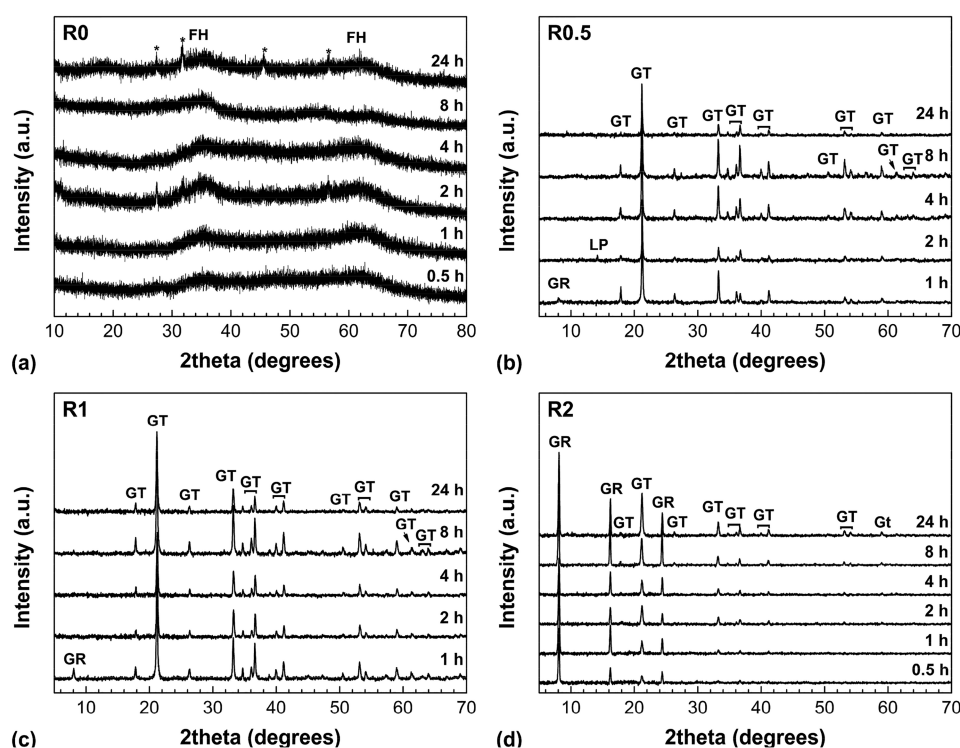 R0
FH
FH
* * * *
24 h
8 h
4 h
2 h
1 h
0.5 h
Intensity (a.u.)
10 20 30 40 50 60 70 80
2theta (degrees)
(a)
R0.5
GT
GT GT GT GT GT GT GT
24 h
GT GT GT
8 h
4 h
LP
2 h
GR
1 h
Intensity (a.u.)
10 20 30 40 50 60 70
2theta (degrees)
(b)
R1
GT
GT GT GT GT GT GT GT GT
24 h
GT GT
8 h
4 h
2 h
GR
1 h
Intensity (a.u.)
10 20 30 40 50 60 70
2theta (degrees)
(c)
R2
GR
GR GT GT GR GT GT GT GT GT Gt
24 h
8 h
4 h
2 h
1 h
0.5 h
Intensity (a.u.)
10 20 30 40 50 60 70
2theta (degrees)
(d)